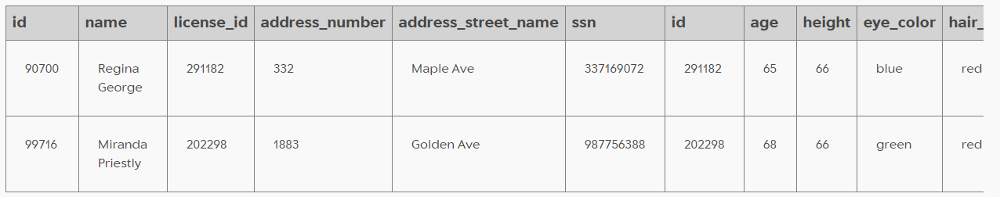 id name license_id address_number address_street_name ssn id age height eye_color hair_
90700 Regina George 291182 332 Maple Ave 337169072 291182 65 66 blue red
99716 Miranda Priestly 202298 1883 Golden Ave 987756388 202298 68 66 green red